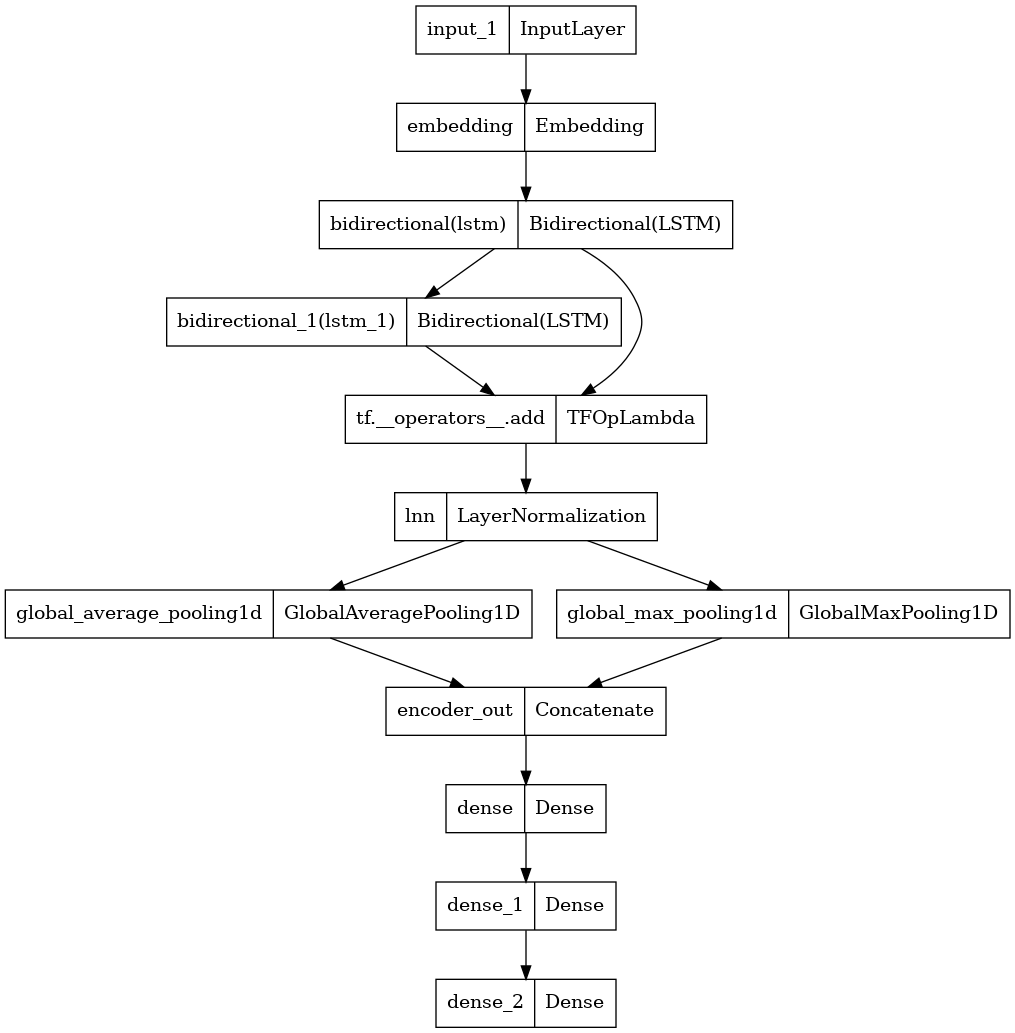 input_1 InputLayer
embedding Embedding
bidirectional(lstm) Bidirectional(LSTM)
bidirectional_1(lstm_1) Bidirectional(LSTM)
tf.__operators__.add TFOpLambda
lnn LayerNormalization
global_average_pooling1d GlobalAveragePooling1D global_max_pooling1d GlobalMaxPooling1D
encoder_out Concatenate
dense Dense
dense_1 Dense
dense_2 Dense